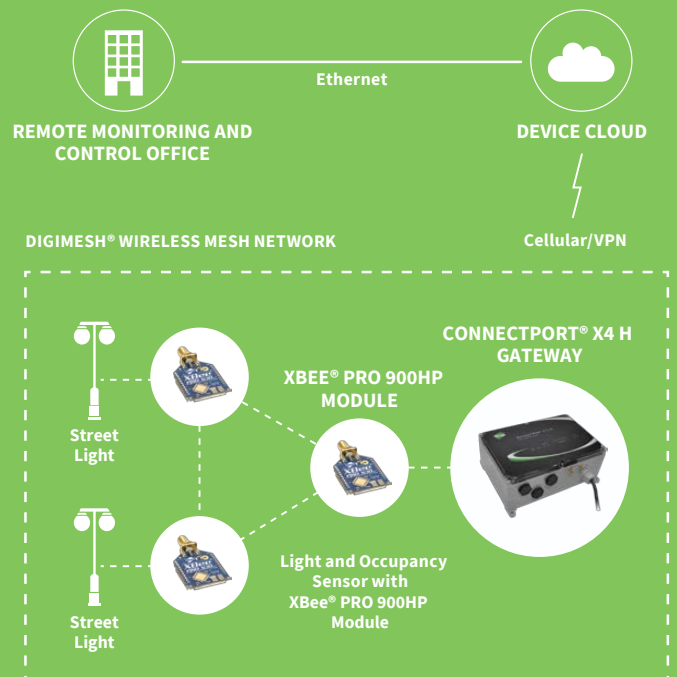 Ethernet
REMOTE MONITORING AND
CONTROL OFFICE
DEVICE CLOUD
DIGIMESH® WIRELESS MESH NETWORK
Cellular/VPN
CONNECTPORT® X4 H
GATEWAY
XBEE® PRO 900HP
MODULE
Street
Light
Light and Occupancy
Sensor with
XBee® PRO 900HP
Module
Street
Light